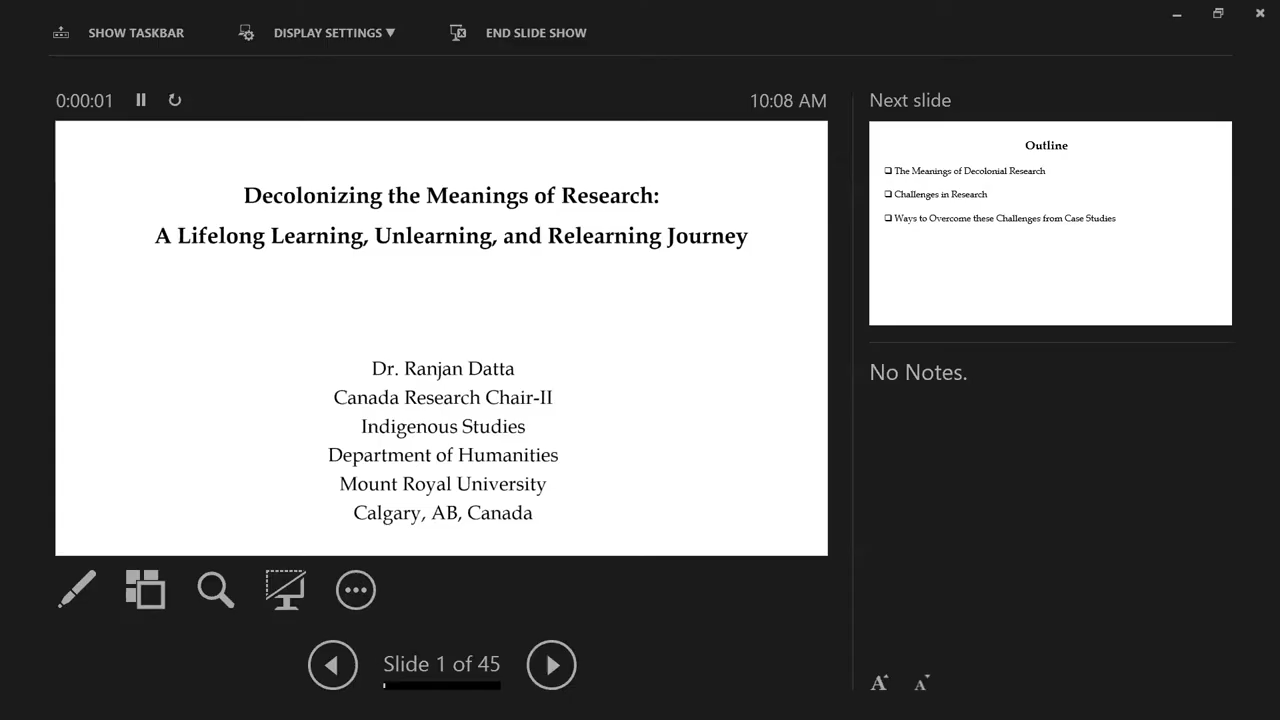 SHOW TASKBAR
DISPLAY SETTINGS ▼
END SLIDE SHOW
0:00:01
10:08 AM
Decolonizing the Meanings of Research:
A Lifelong Learning, Unlearning, and Relearning Journey
Dr. Ranjan Datta
Canada Research Chair-II
Indigenous Studies
Department of Humanities
Mount Royal University
Calgary, AB, Canada
Slide 1 of 45
Next slide
Outline
❑ The Meanings of Decolonial Research
❑ Challenges in Research
❑ Ways to Overcome these Challenges from Case Studies
No Notes.
A A